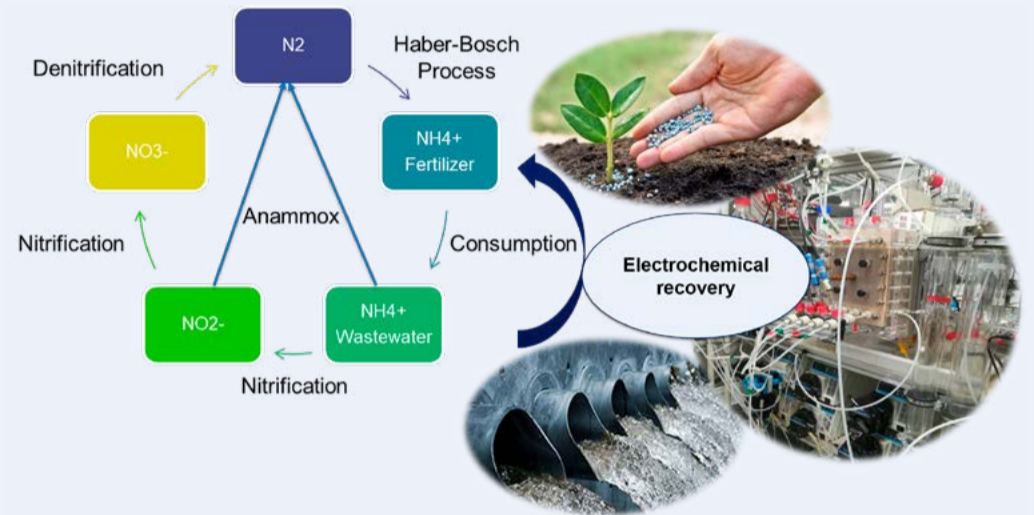 N2
Haber-Bosch
Process
Denitrification
NO3-
NH4+
Fertilizer
Anammox
Nitrification
Consumption
Electrochemical
recovery
NO2-
NH4+
Wastewater
Nitrification